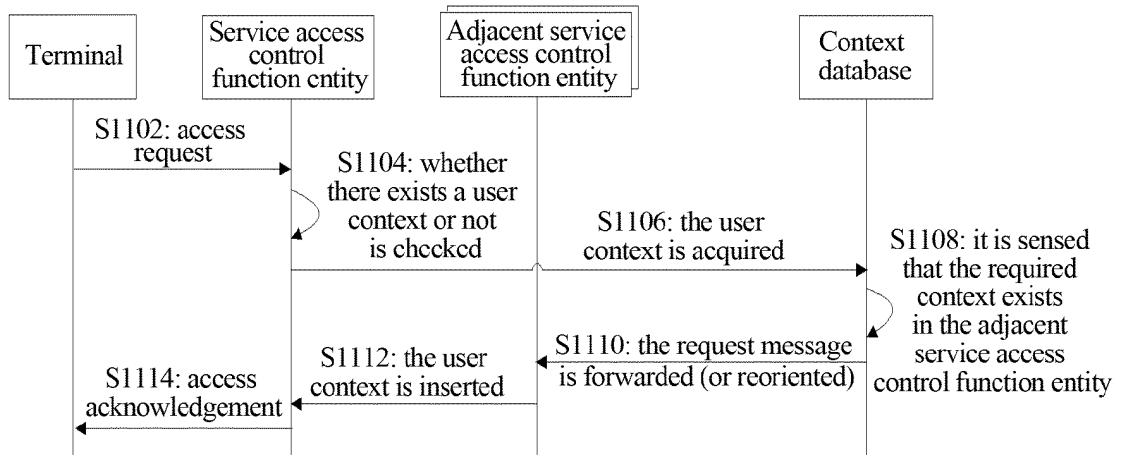 Terminal
Service access
control
function entity
Adjacent service
access control
function entity
Context
database
S1102: access
request
S1104: whether
there exists a user
context or not
is checked
S1106: the user
context is acquired
S1108: it is sensed
that the required
context exists
in the adjacent
service access
control function entity
S1110: the request message
is forwarded (or reoriented)
S1112: the user
context is inserted
S1114: access
acknowledgement